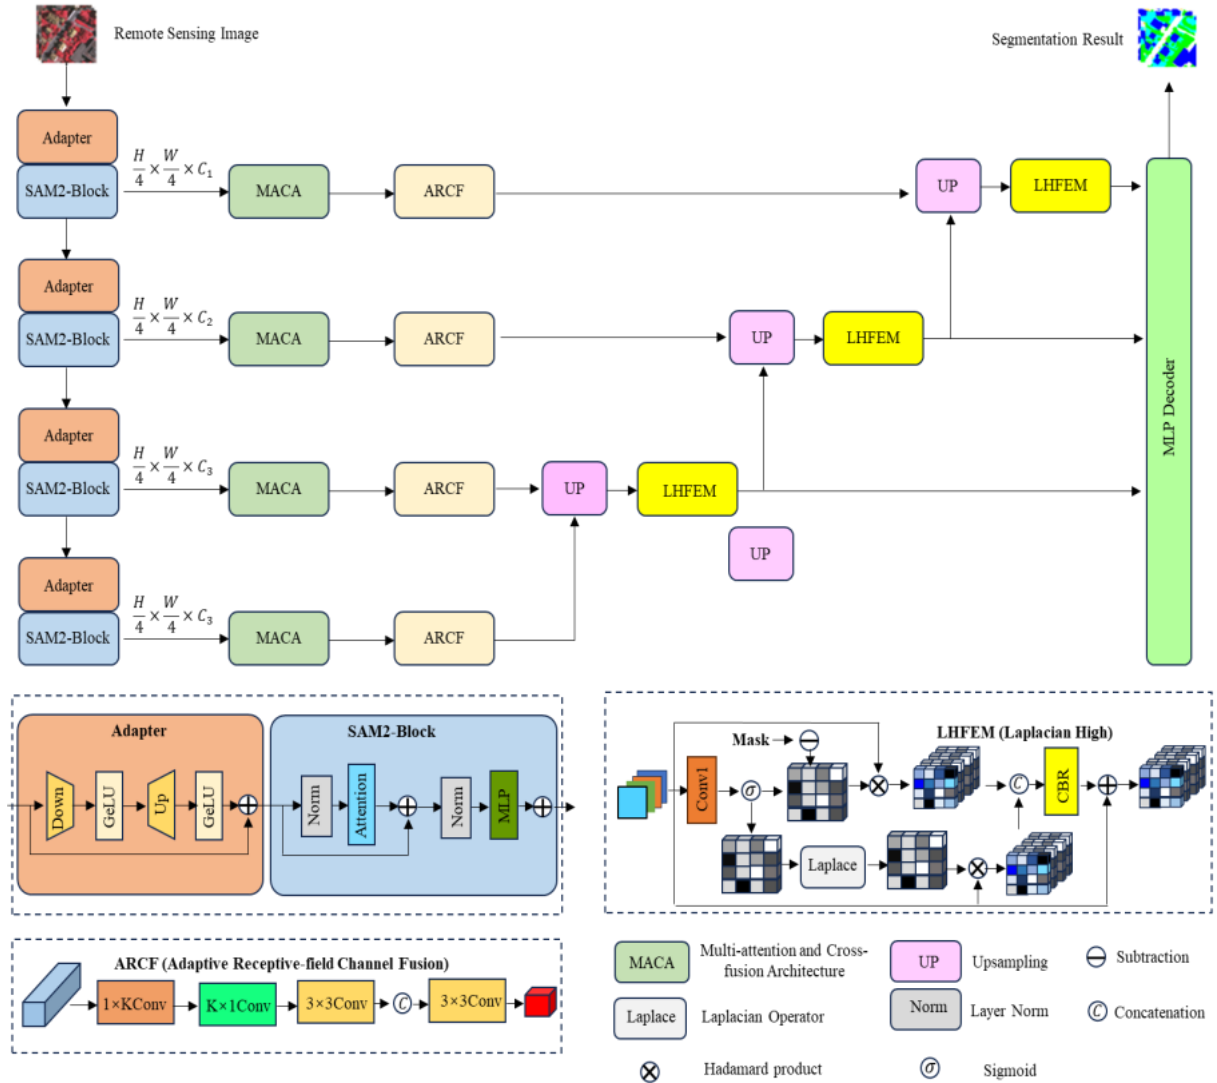 Remote Sensing Image
Segmentation Result
Adapter
SAM2-Block
H/4 × W/4 × C₁
MACA
ARCF
UP
LHFEM
Adapter
SAM2-Block
H/4 × W/4 × C₂
MACA
ARCF
UP
LHFEM
MLP Decoder
Adapter
SAM2-Block
H/4 × W/4 × C₃
MACA
ARCF
UP
LHFEM
UP
Adapter
SAM2-Block
H/4 × W/4 × C₃
MACA
ARCF
Adapter
Down
GeLU
Up
GeLU
SAM2-Block
Norm
Attention
Norm
MLP
LHFEM (Laplacian High)
Mask
Conv1
σ
C
CBR
Laplace
ARCF (Adaptive Receptive-field Channel Fusion)
1×KConv
K×1Conv
3×3Conv
C
3×3Conv
MACA
Multi-attention and Cross-
fusion Architecture
UP
Upsampling
Subtraction
Laplace
Laplacian Operator
Norm
Layer Norm
C
Concatenation
Hadamard product
σ
Sigmoid